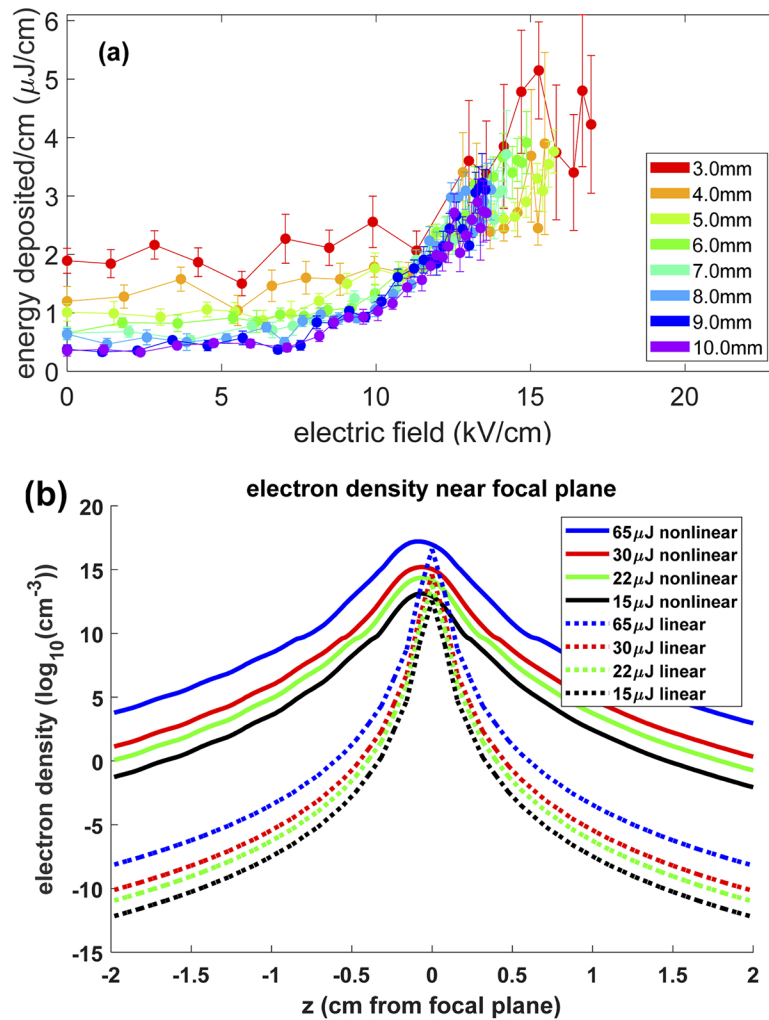 (a)
energy deposited/cm (μJ/cm)
6
5
4
3
2
1
0
0 5 10 15 20
electric field (kV/cm)
3.0mm
4.0mm
5.0mm
6.0mm
7.0mm
8.0mm
9.0mm
10.0mm
(b)
electron density near focal plane
electron density (log10(cm-3))
20
15
10
5
0
-5
-10
-15
65μJ nonlinear
30μJ nonlinear
22μJ nonlinear
15μJ nonlinear
65μJ linear
30μJ linear
22μJ linear
15μJ linear
-2 -1.5 -1 -0.5 0 0.5 1 1.5 2
z (cm from focal plane)